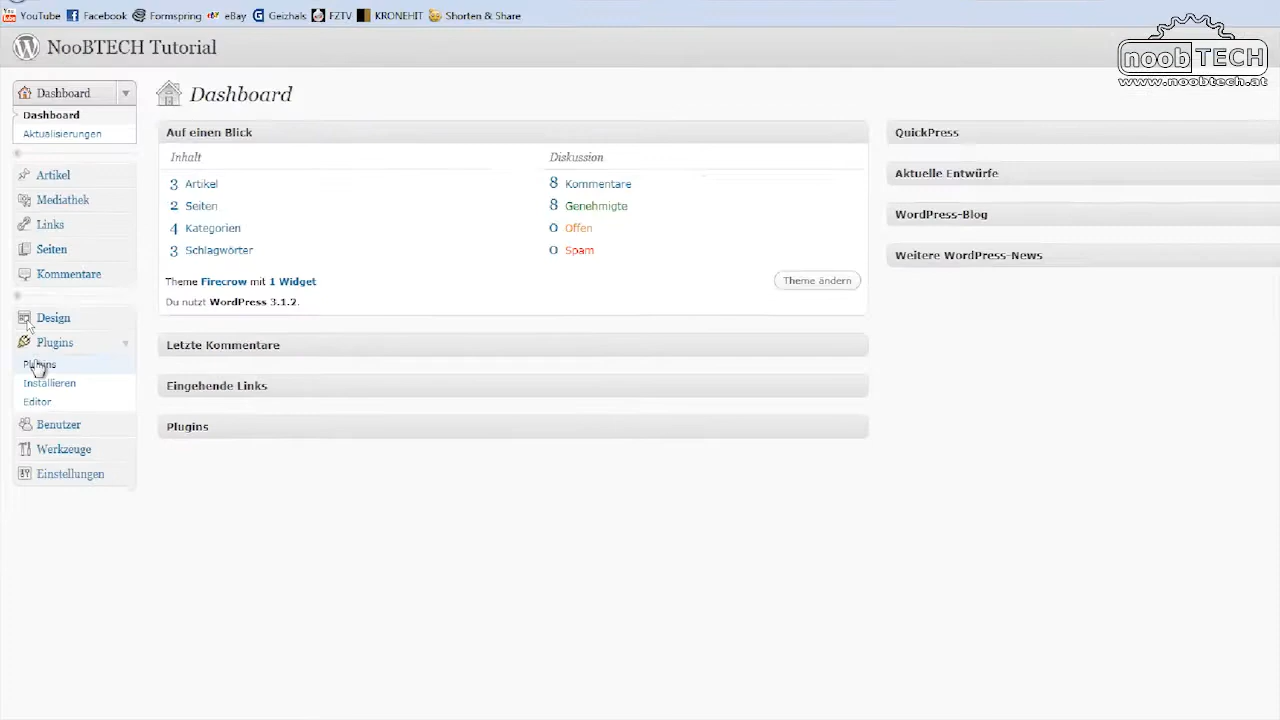 YouTube Facebook Formspring eBay Geizhals FZTV KRONEHIT Shorten & Share
NooBTECH Tutorial
noob TECH
www.noobtech.at
Dashboard
Dashboard
Aktualisierungen
Artikel
Mediathek
Links
Seiten
Kommentare
Design
Plugins
Plugins
Installieren
Editor
Benutzer
Werkzeuge
Einstellungen
Dashboard
Auf einen Blick
Inhalt
3 Artikel
2 Seiten
4 Kategorien
3 Schlagwörter
Diskussion
8 Kommentare
8 Genehmigte
0 Offen
0 Spam
Theme Firecrow mit 1 Widget
Theme ändern
Du nutzt WordPress 3.1.2.
Letzte Kommentare
Eingehende Links
Plugins
QuickPress
Aktuelle Entwürfe
WordPress-Blog
Weitere WordPress-News